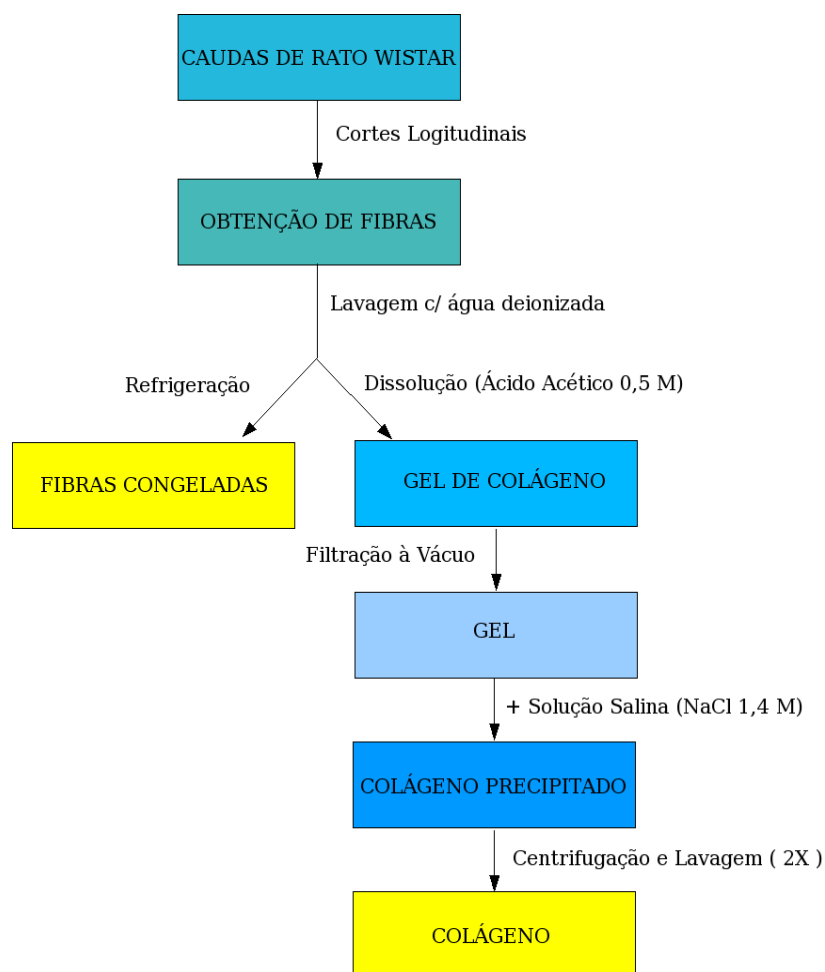 CAUDAS DE RATO WISTAR
Cortes Logitudinais
OBTENÇÃO DE FIBRAS
Lavagem c/ água deionizada
Refrigeração
Dissolução (Ácido Acético 0,5 M)
FIBRAS CONGELADAS
GEL DE COLÁGENO
Filtração à Vácuo
GEL
+ Solução Salina (NaCl 1,4 M)
COLÁGENO PRECIPITADO
Centrifugação e Lavagem ( 2X )
COLÁGENO